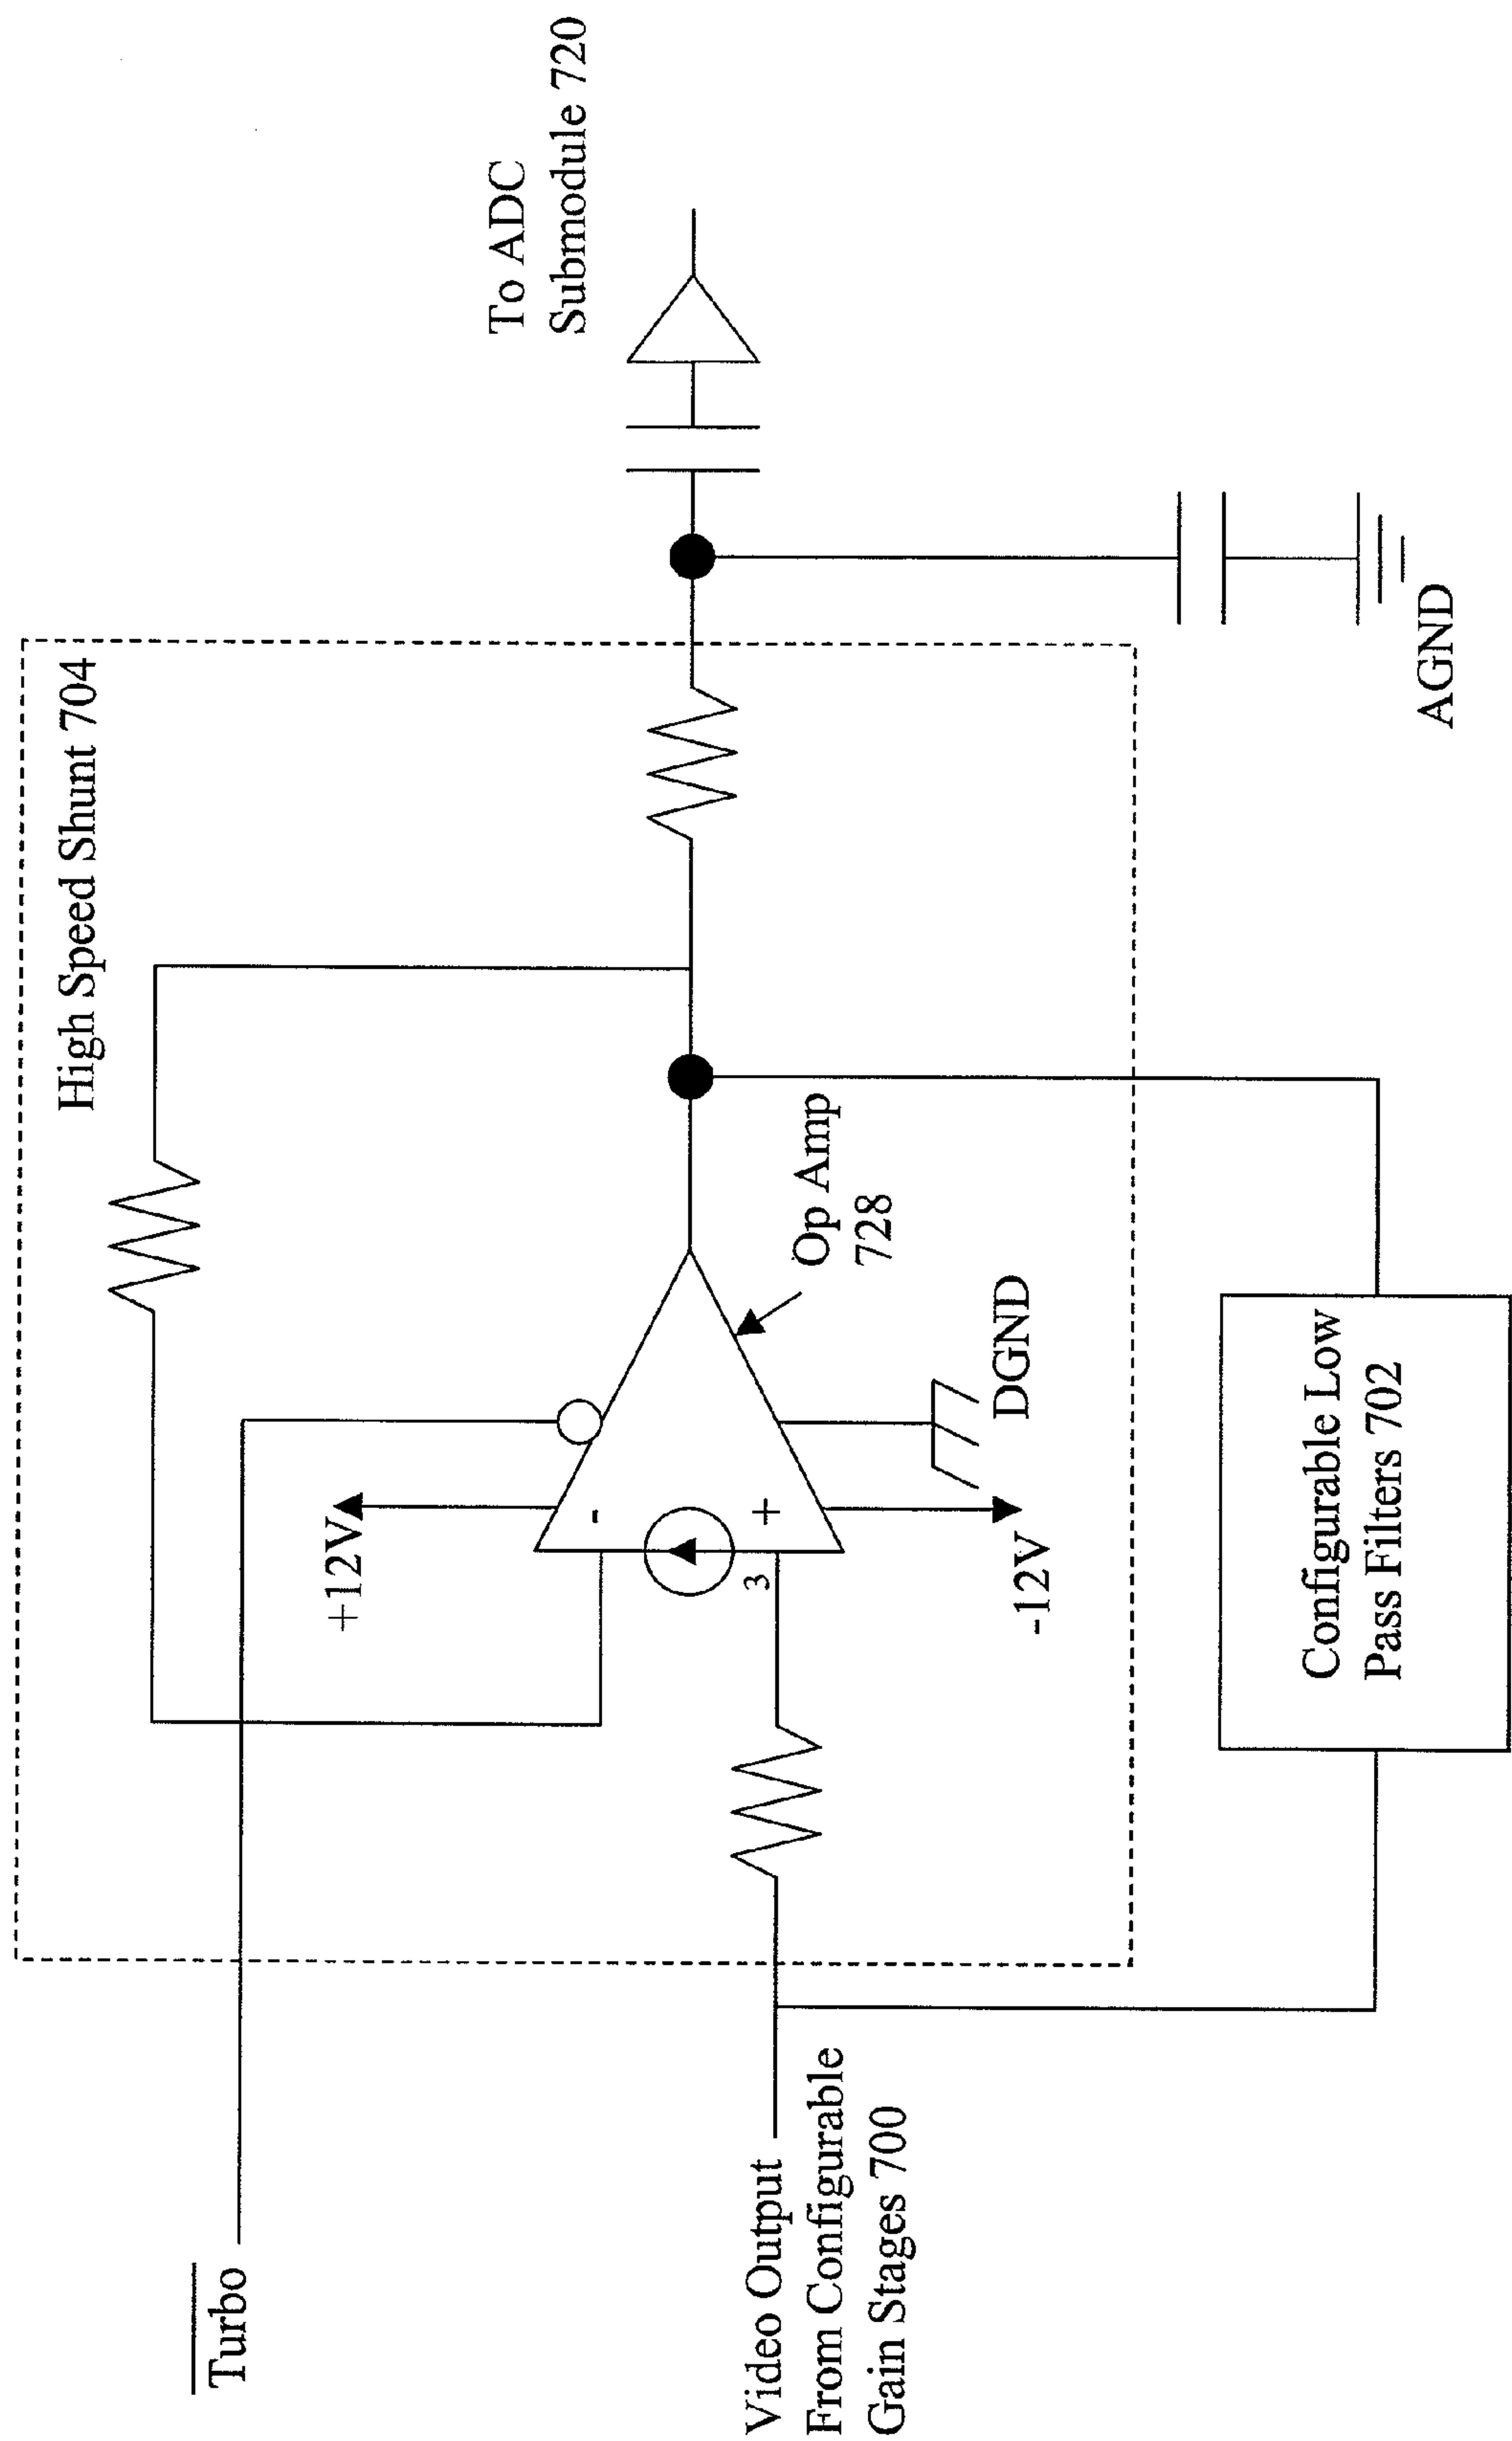 High Speed Shunt 704
Turbo
+12V
-
+
3
-12V
DGND
Op Amp
728
To ADC
Submodule 720
AGND
Video Output
From Configurable
Gain Stages 700
Configurable Low
Pass Filters 702